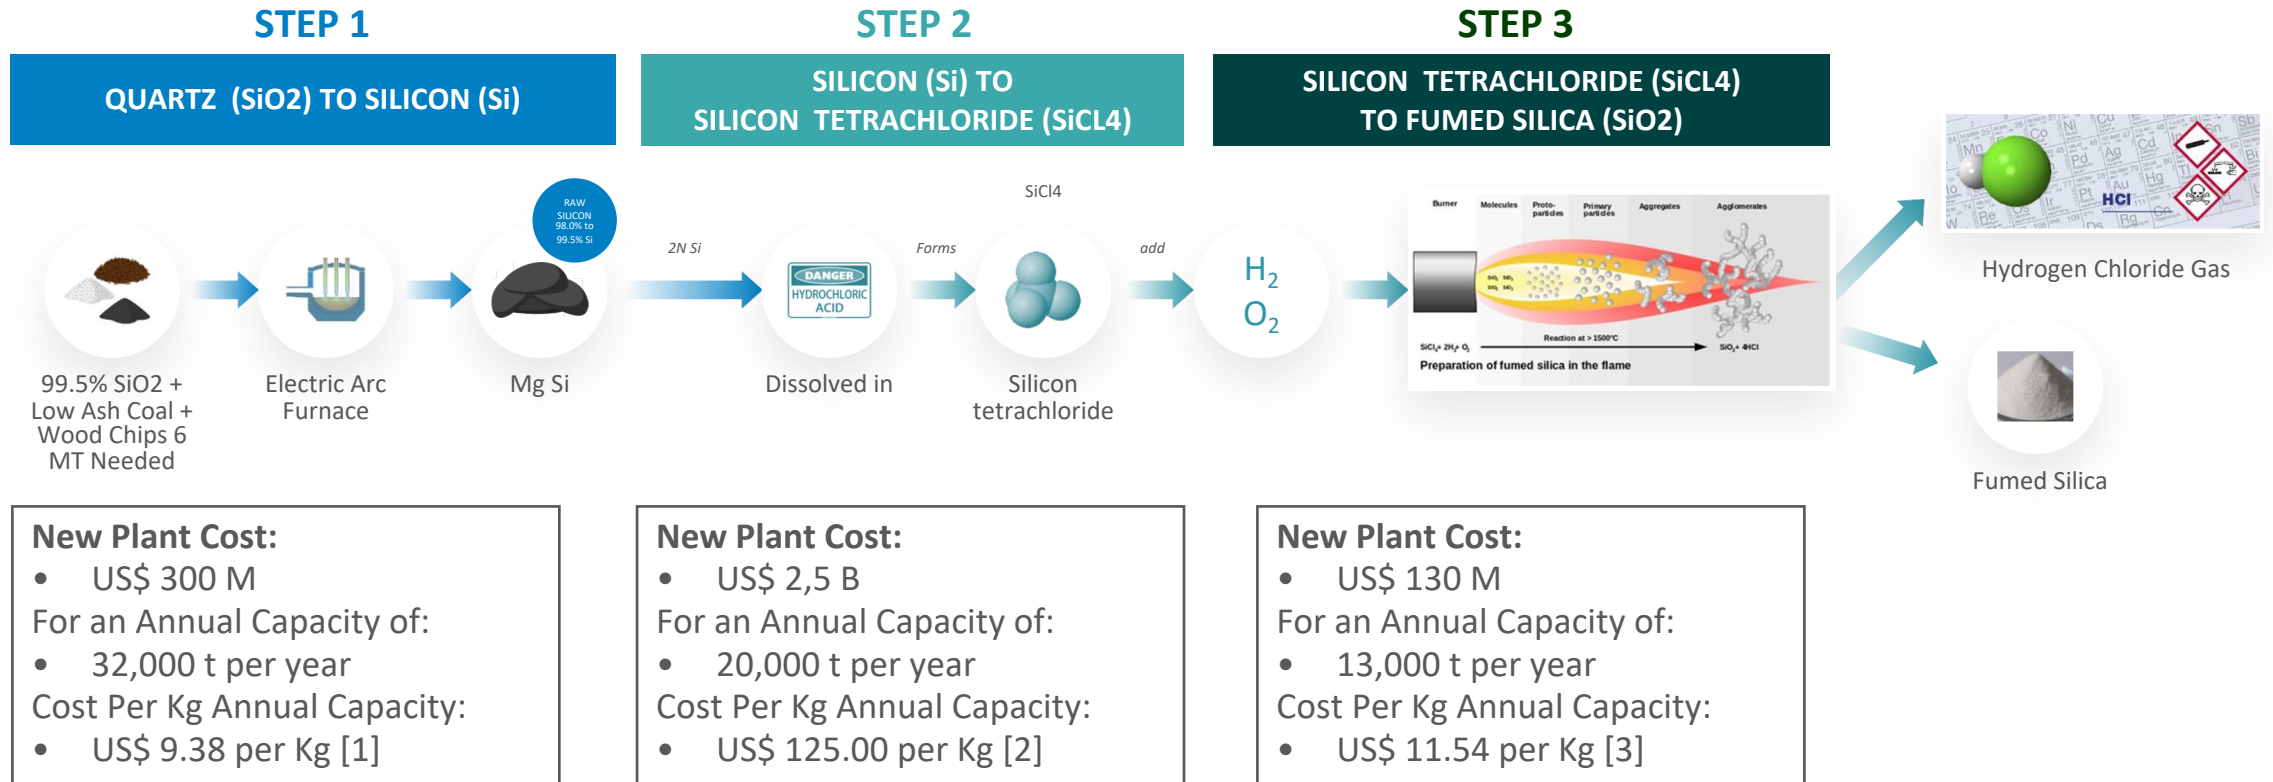 STEP 1
QUARTZ (SiO2) TO SILICON (Si)
RAW
SILICON
98.0% to
99.5% Si
99.5% SiO2 +
Low Ash Coal +
Wood Chips 6
MT Needed
Electric Arc
Furnace
Mg Si
New Plant Cost:
• US$ 300 M
For an Annual Capacity of:
• 32,000 t per year
Cost Per Kg Annual Capacity:
• US$ 9.38 per Kg [1]
STEP 2
SILICON (Si) TO
SILICON TETRACHLORIDE (SiCL4)
2N Si
DANGER
HYDROCHLORIC
ACID
Dissolved in
Forms
SiCl4
Silicon
tetrachloride
add
New Plant Cost:
• US$ 2,5 B
For an Annual Capacity of:
• 20,000 t per year
Cost Per Kg Annual Capacity:
• US$ 125.00 per Kg [2]
STEP 3
SILICON TETRACHLORIDE (SiCL4)
TO FUMED SILICA (SiO2)
H2
O2
Burner Molecules Proto-particles Primary particles Aggregates Agglomerates
SiO2 SiO2
SiO2 SiO2
Reaction at > 1500°C
SiCl4+ 2H2+ O2 SiO2+ 4HCl
Preparation of fumed silica in the flame
New Plant Cost:
• US$ 130 M
For an Annual Capacity of:
• 13,000 t per year
Cost Per Kg Annual Capacity:
• US$ 11.54 per Kg [3]
HCl
Hydrogen Chloride Gas
Fumed Silica